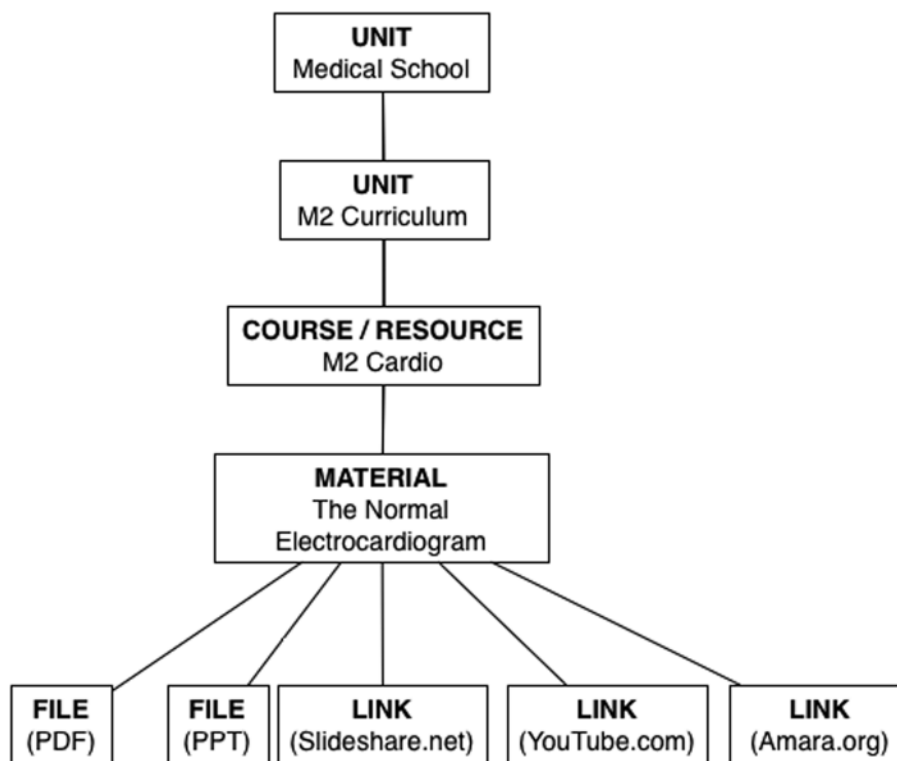 UNIT
Medical School
UNIT
M2 Curriculum
COURSE / RESOURCE
M2 Cardio
MATERIAL
The Normal
Electrocardiogram
FILE
(PDF)
FILE
(PPT)
LINK
(Slideshare.net)
LINK
(YouTube.com)
LINK
(Amara.org)